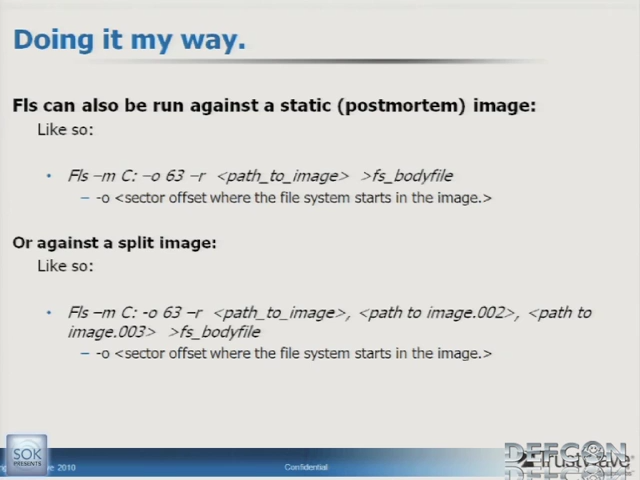 Doing it my way.
Fls can also be run against a static (postmortem) image:
Like so:
• Fls –m C: –o 63 –r <path_to_image> >fs_bodyfile
– -o <sector offset where the file system starts in the image.>
Or against a split image:
Like so:
• Fls –m C: -o 63 –r <path_to_image>, <path to image.002>, <path to
image.003> >fs_bodyfile
– -o <sector offset where the file system starts in the image.>
SOK
PRESENTS
2010
Confidential
DEFCON
Trustwave